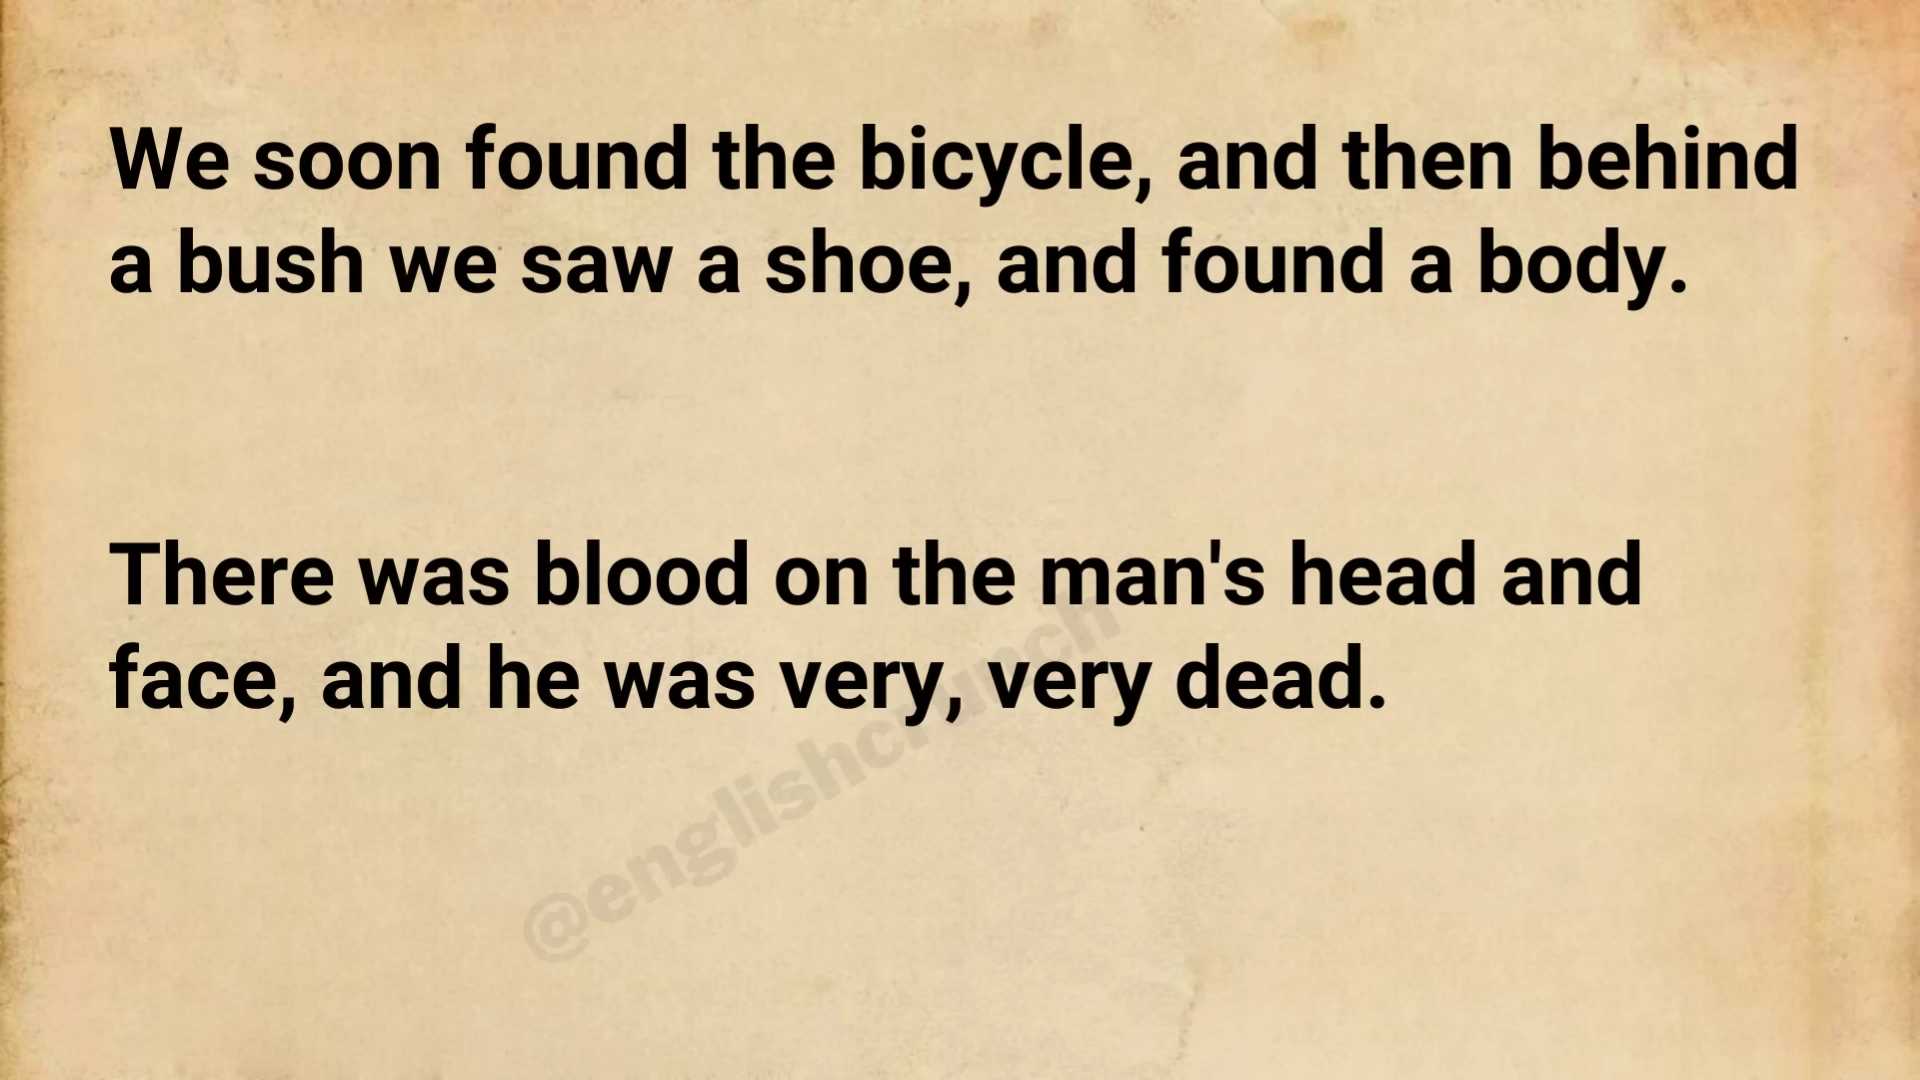 We soon found the bicycle, and then behind
a bush we saw a shoe, and found a body.
There was blood on the man's head and
face, and he was very, very dead.
@englishcrunch